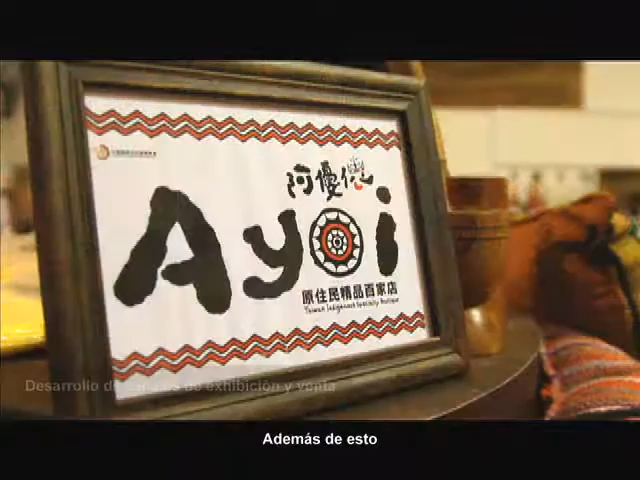 阿優依
Ayoi
原住民精品百家店
Taiwan Indigenous Specialty Boutique
Desarrollo de canales de exhibición y venta
Además de esto